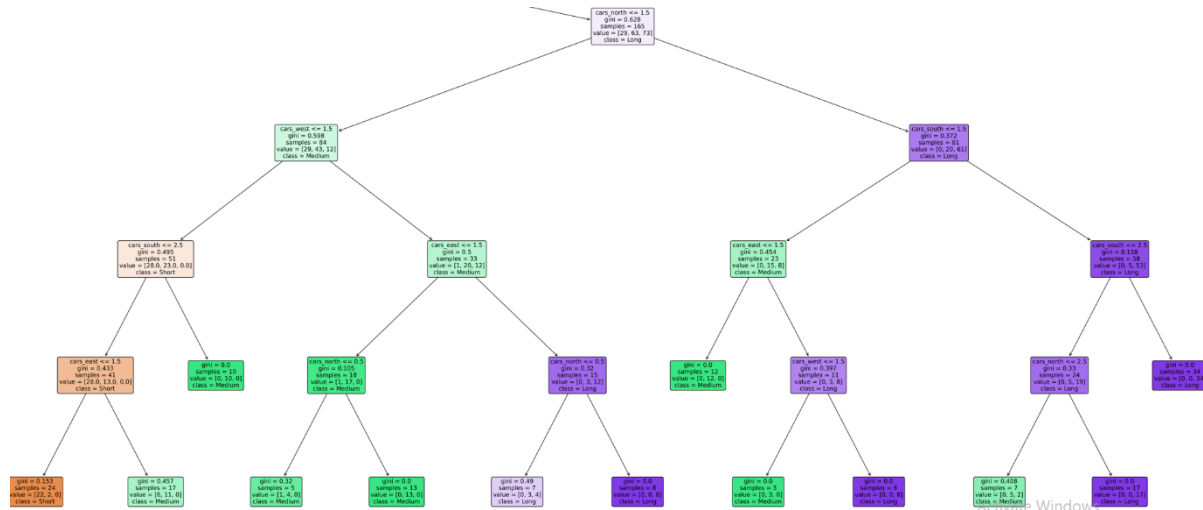 cars_north <= 1.5
gini = 0.628
samples = 165
value = [29, 63, 73]
class = Long
cars_west <= 1.5
gini = 0.598
samples = 84
value = [29, 43, 12]
class = Medium
cars_south <= 1.5
gini = 0.372
samples = 81
value = [0, 20, 61]
class = Long
cars_south <= 2.5
gini = 0.495
samples = 51
value = [28.0, 23.0, 0.0]
class = Short
cars_east <= 1.5
gini = 0.5
samples = 33
value = [1, 20, 12]
class = Medium
cars_east <= 1.5
gini = 0.454
samples = 23
value = [0, 15, 8]
class = Medium
cars_south <= 2.5
gini = 0.158
samples = 58
value = [0, 5, 53]
class = Long
cars_east <= 1.5
gini = 0.433
samples = 41
value = [28.0, 13.0, 0.0]
class = Short
gini = 0.0
samples = 10
value = [0, 10, 0]
class = Medium
cars_north <= 0.5
gini = 0.105
samples = 18
value = [1, 17, 0]
class = Medium
cars_north <= 0.5
gini = 0.32
samples = 15
value = [0, 3, 12]
class = Long
gini = 0.0
samples = 12
value = [0, 12, 0]
class = Medium
cars_west <= 1.5
gini = 0.397
samples = 11
value = [0, 3, 8]
class = Long
cars_north <= 2.5
gini = 0.33
samples = 24
value = [0, 5, 19]
class = Long
gini = 0.0
samples = 34
value = [0, 0, 34
class = Long
gini = 0.153
samples = 24
value = [22, 2, 0]
class = Short
gini = 0.457
samples = 17
value = [6, 11, 0]
class = Medium
gini = 0.32
samples = 5
value = [1, 4, 0]
class = Medium
gini = 0.0
samples = 13
value = [0, 13, 0]
class = Medium
gini = 0.49
samples = 7
value = [0, 3, 4]
class = Long
gini = 0.0
samples = 8
value = [0, 0, 8]
class = Long
gini = 0.0
samples = 3
value = [0, 3, 0]
class = Medium
gini = 0.0
samples = 8
value = [0, 0, 8]
class = Long
gini = 0.408
samples = 7
value = [0, 5, 2]
class = Medium
gini = 0.0
samples = 17
value = [0, 0, 17]
class = Long
Activate Windows